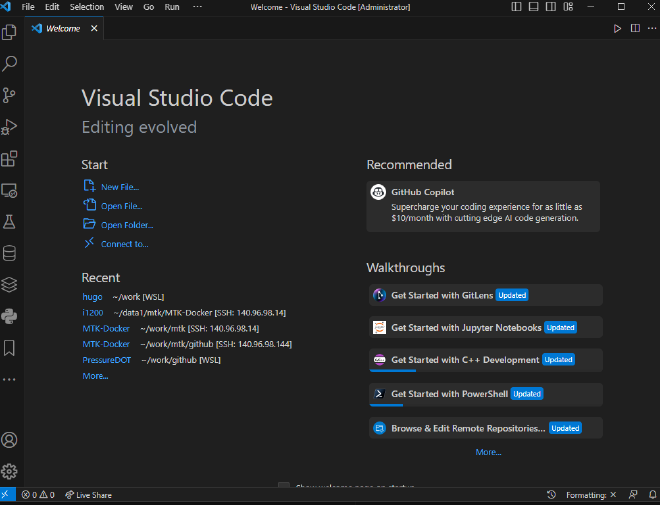 File Edit Selection View Go Run ··· Welcome - Visual Studio Code [Administrator]
Welcome
Visual Studio Code
Editing evolved
Start
New File...
Open File...
Open Folder...
Connect to...
Recent
hugo ~/work [WSL]
i1200 ~/data1/mtk/MTK-Docker [SSH: 140.96.98.14]
MTK-Docker ~/work/mtk [SSH: 140.96.98.14]
MTK-Docker ~/work/mtk/github [SSH: 140.96.98.144]
PressureDOT ~/work/github [WSL]
More...
Recommended
GitHub Copilot
Supercharge your coding experience for as little as
$10/month with cutting edge AI code generation.
Walkthroughs
Get Started with GitLens Updated
Get Started with Jupyter Notebooks Updated
Get Started with C++ Development Updated
Get Started with PowerShell Updated
Browse & Edit Remote Repositories... Updated
More...
Show welcome page on startup
0 0 Live Share Formatting: ×